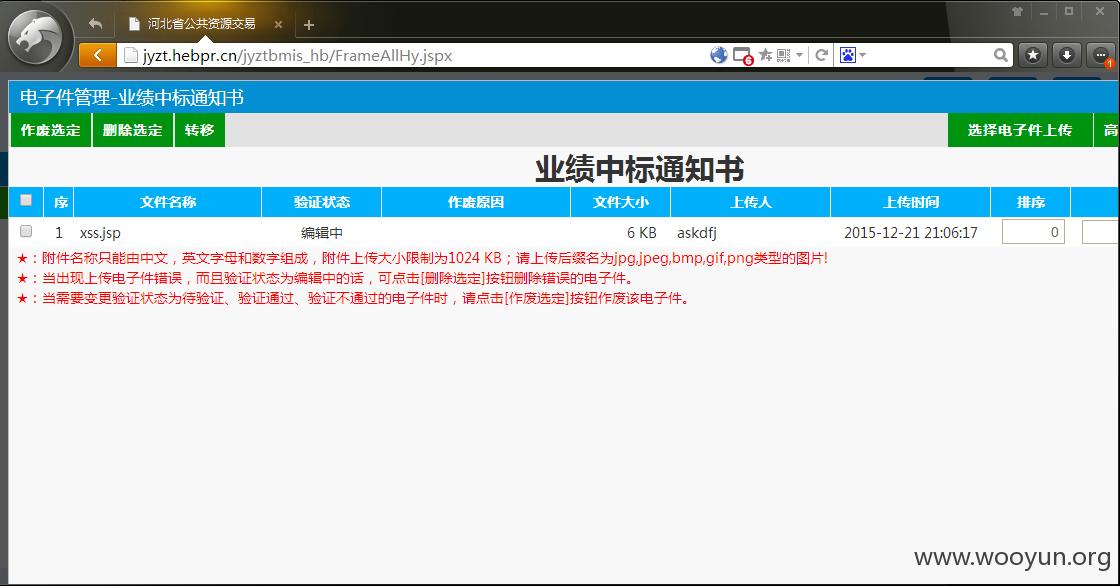 河北省公共资源交易
jyzt.hebpr.cn/jyztbmis_hb/FrameAllHy.jspx
6
1
电子件管理-业绩中标通知书
作废选定 删除选定 转移 选择电子件上传 高
业绩中标通知书
序 文件名称 验证状态 作废原因 文件大小 上传人 上传时间 排序
1 xss.jsp 编辑中 6 KB askdfj 2015-12-21 21:06:17 0
★：附件名称只能由中文，英文字母和数字组成，附件上传大小限制为1024 KB；请上传后缀名为jpg,jpeg,bmp,gif,png类型的图片!
★：当出现上传电子件错误，而且验证状态为编辑中的话，可点击[删除选定]按钮删除错误的电子件。
★：当需要变更验证状态为待验证、验证通过、验证不通过的电子件时，请点击[作废选定]按钮作废该电子件。
www.wooyun.org